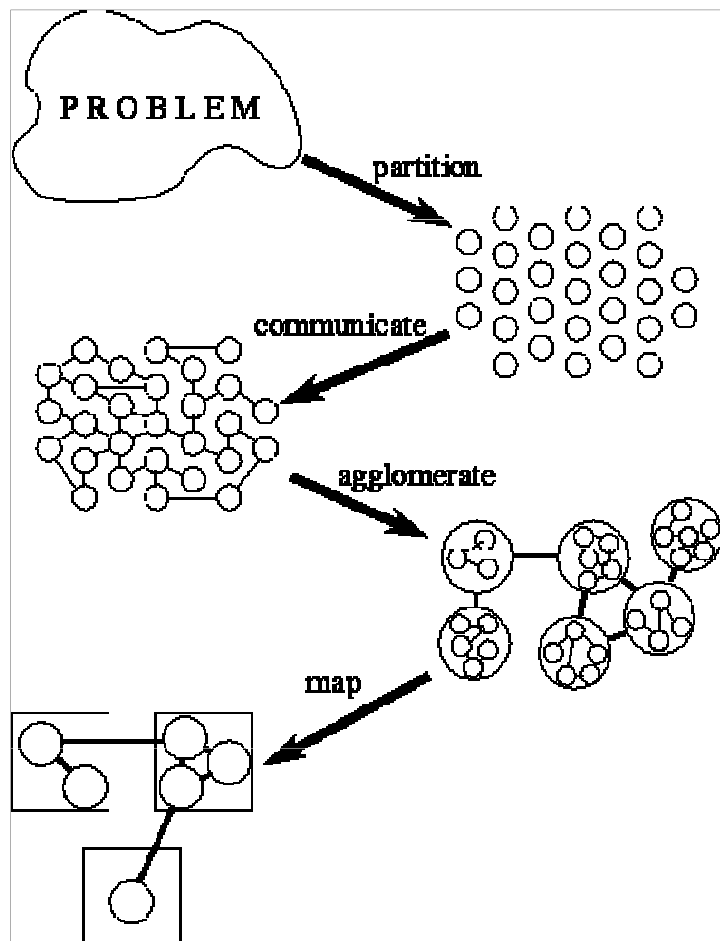 PROBLEM
partition
communicate
agglomerate
map